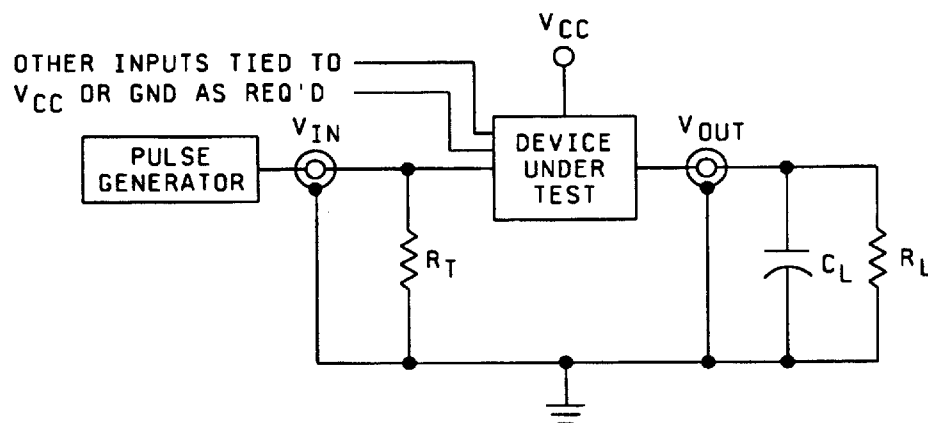 VCC
OTHER INPUTS TIED TO
VCC OR GND AS REQ'D
VIN
VOUT
PULSE
GENERATOR
DEVICE
UNDER
TEST
RT
CL
RL